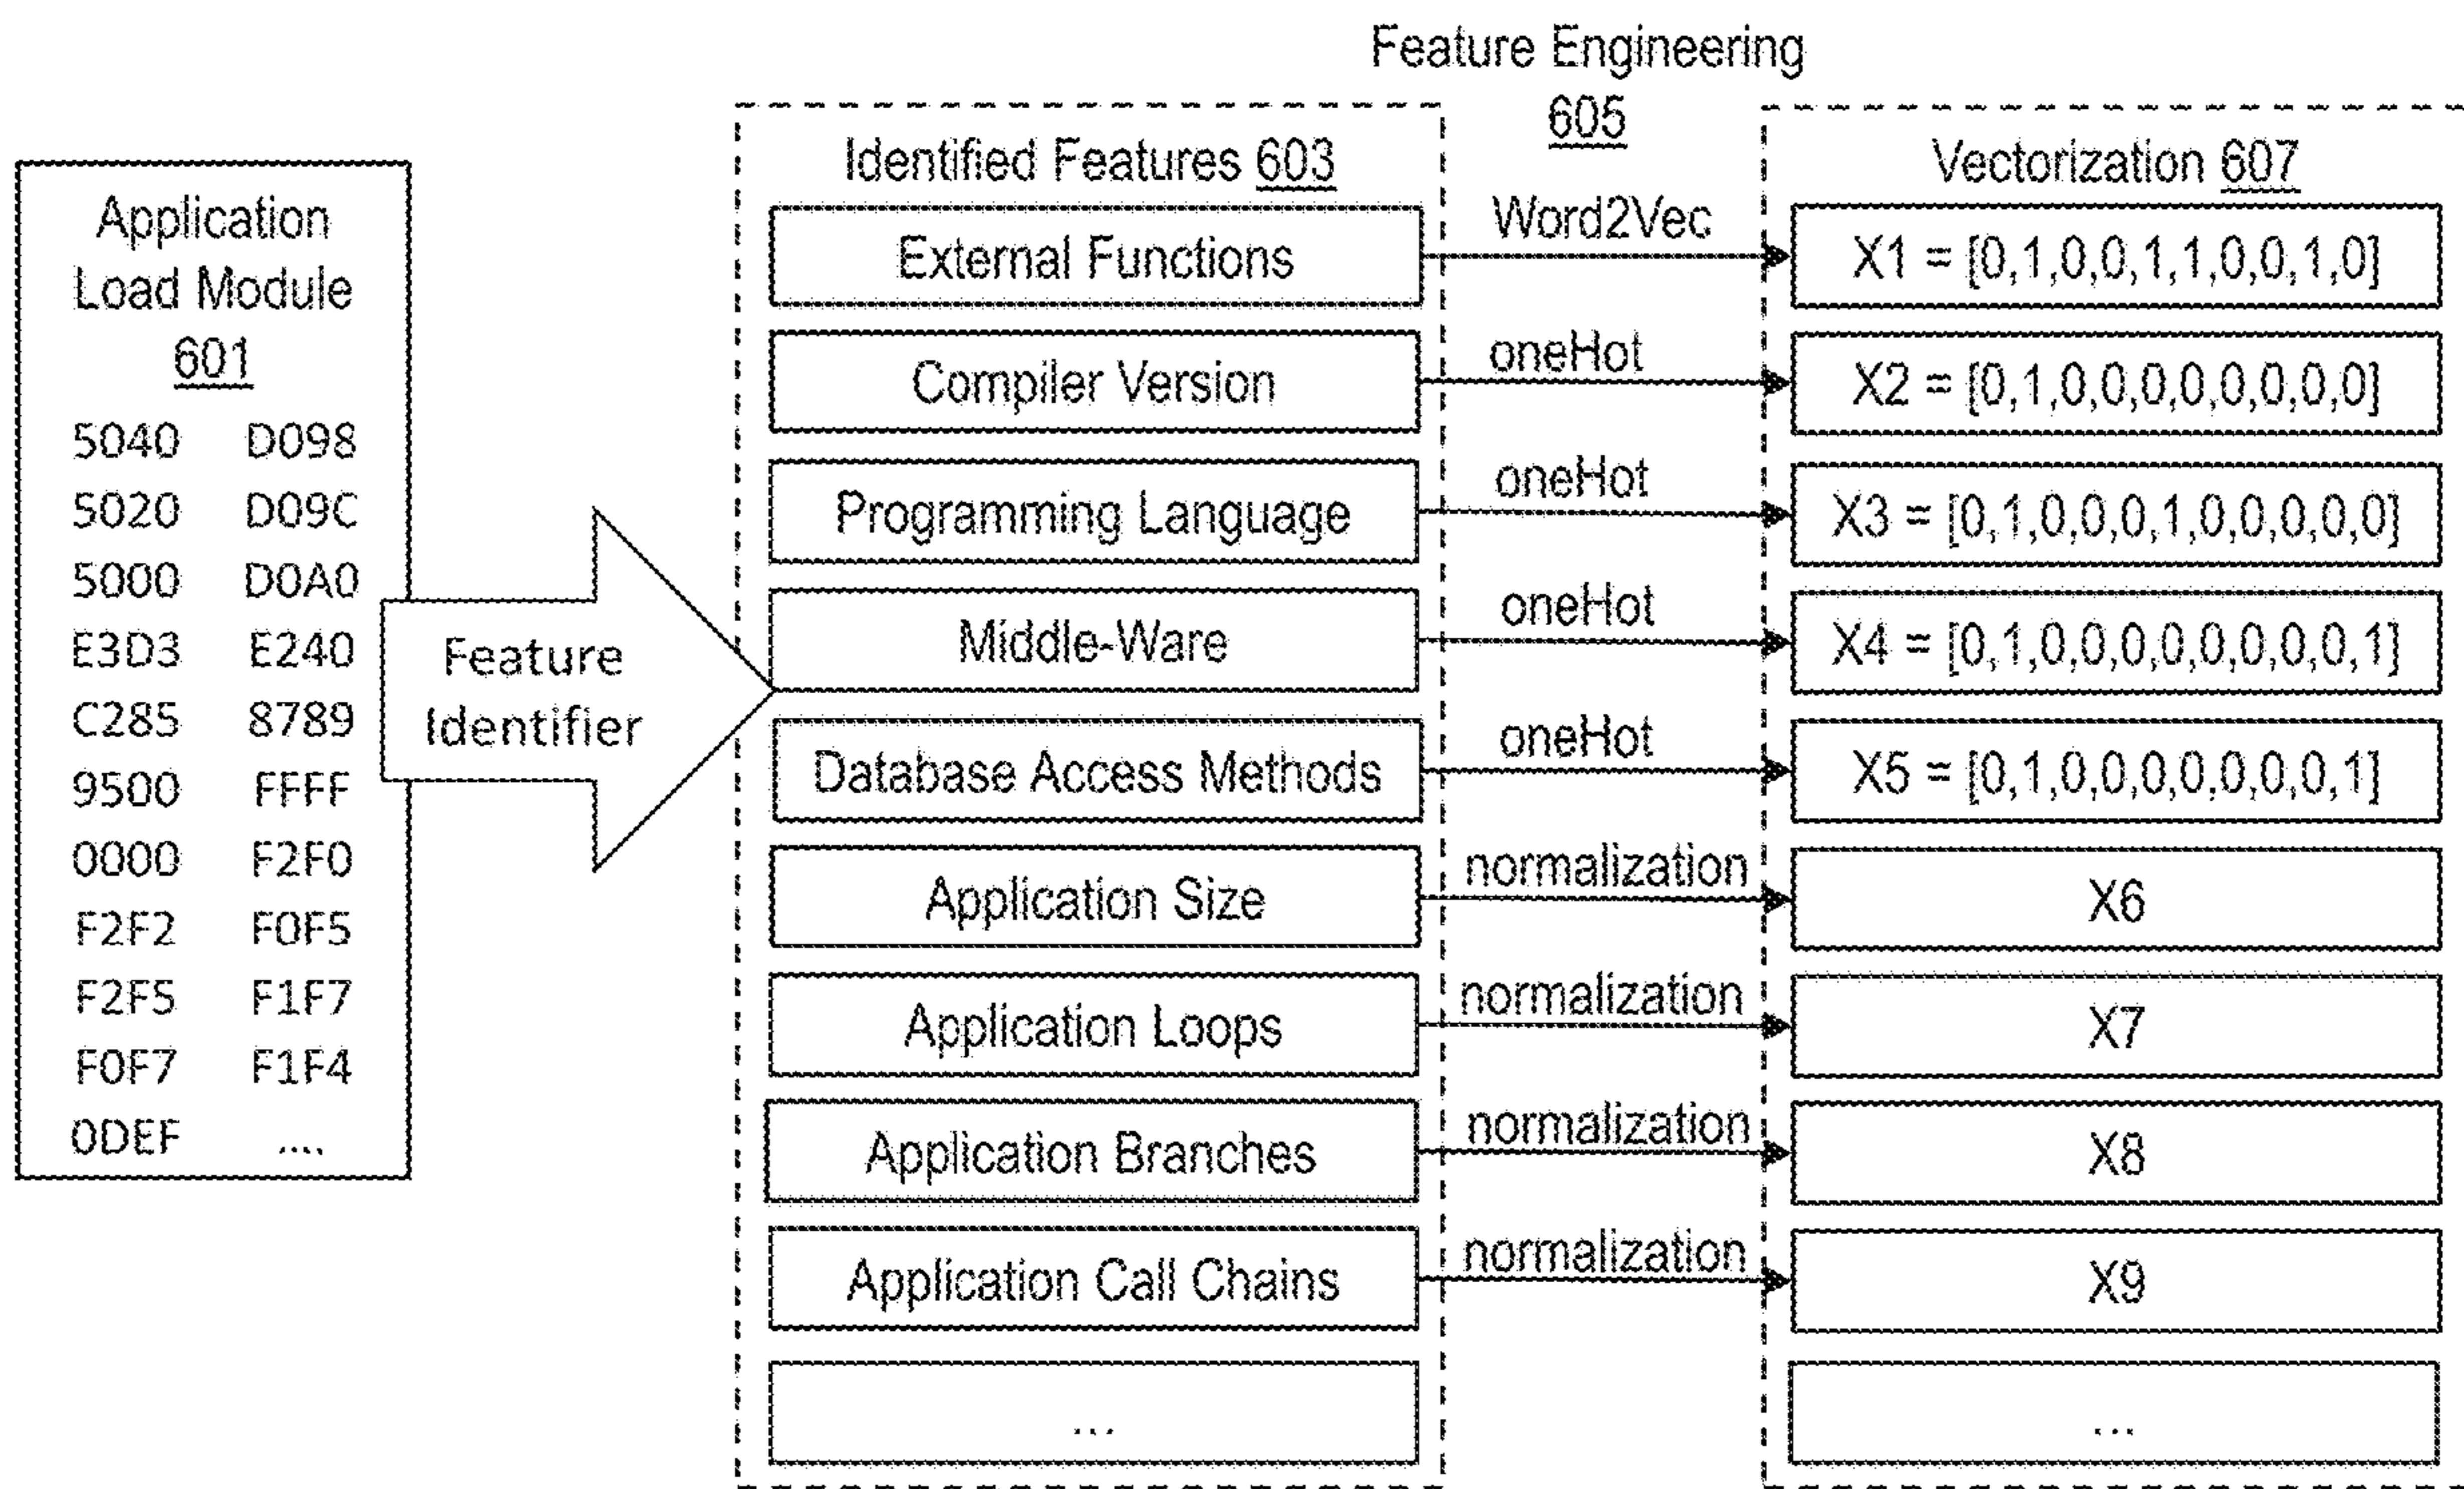 Feature Engineering
605
Application
Load Module
601
5040 D098
5020 D09C
5000 D0A0
E3D3 E240
C285 8789
9500 FFFF
0000 F2F0
F2F2 F0F5
F2F5 F1F7
F0F7 F1F4
0DEF ....
Feature
Identifier
Identified Features 603
External Functions
Compiler Version
Programming Language
Middle-Ware
Database Access Methods
Application Size
Application Loops
Application Branches
Application Call Chains
...
Word2Vec
oneHot
oneHot
oneHot
oneHot
normalization
normalization
normalization
normalization
Vectorization 607
X1 = [0,1,0,0,1,1,0,0,1,0]
X2 = [0,1,0,0,0,0,0,0,0,0]
X3 = [0,1,0,0,0,1,0,0,0,0,0]
X4 = [0,1,0,0,0,0,0,0,0,0,1]
X5 = [0,1,0,0,0,0,0,0,0,1]
X6
X7
X8
X9
...